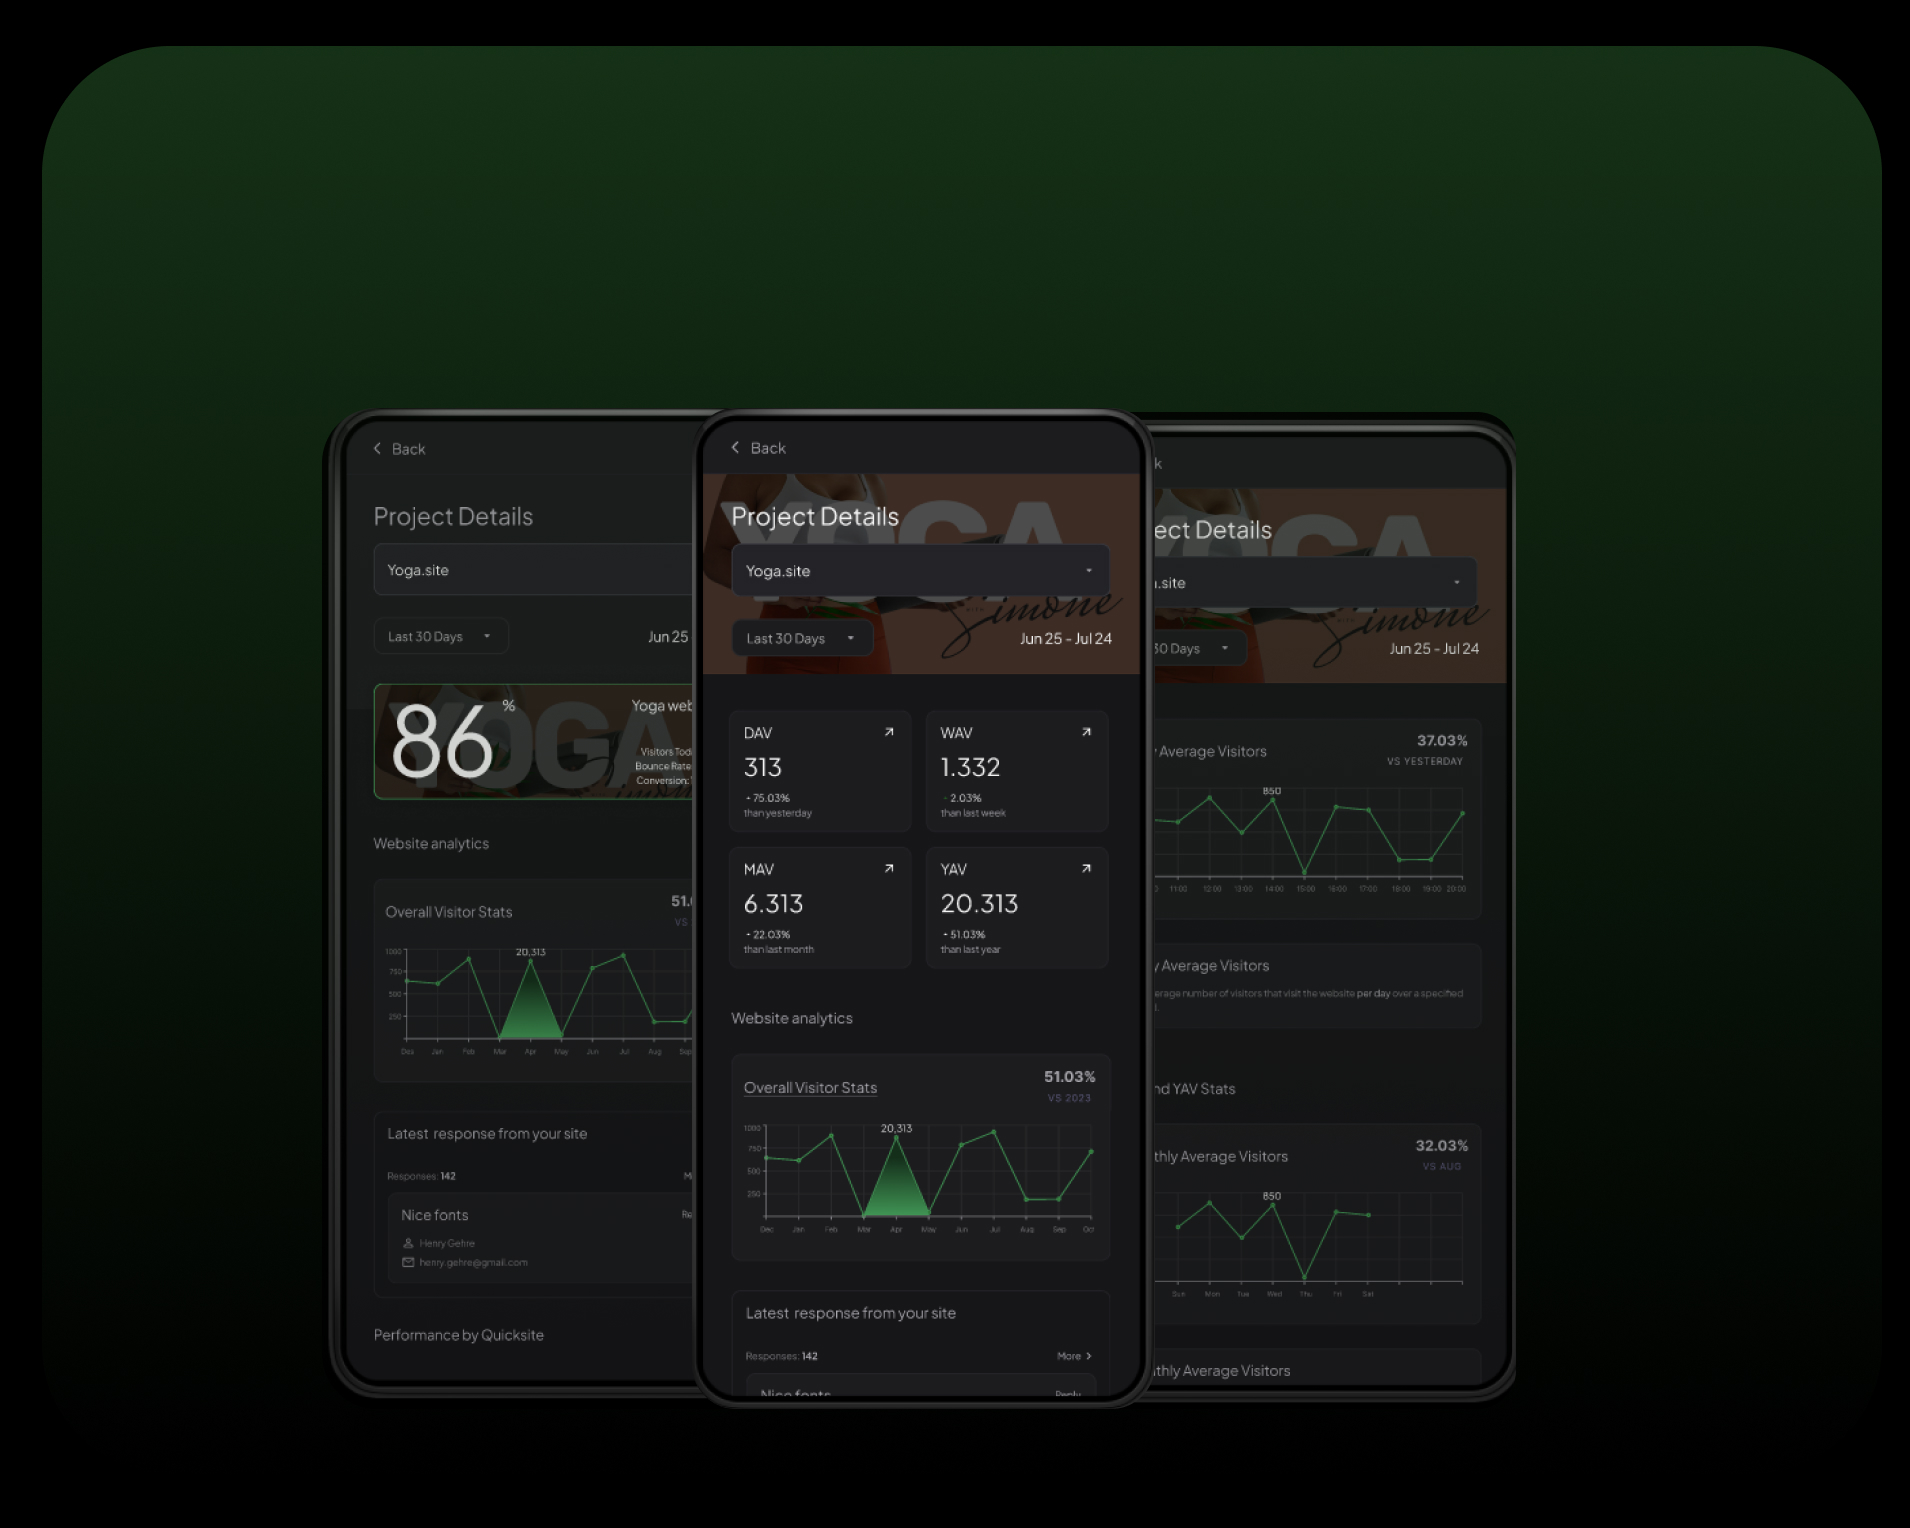 Back
Project Details
Yoga.site
Last 30 Days
Jun 25
86
%
Yoga web
YOGA
Visitors Tod
Bounce Rate
Conversion:
Website analytics
Overall Visitor Stats
51.
VS
20,313
1000
750
500
250
Dec Jan Feb Mar Apr May Jun Jul Aug Sep
Latest response from your site
Responses: 142
M
Nice fonts
Re
Henry Gehre
henry.gehre@gmail.com
Performance by Quicksite
Back
YOGA
Project Details
Yoga.site
Simone
Last 30 Days
Jun 25 - Jul 24
DAV
313
75.03%
than yesterday
WAV
1.332
2.03%
than last week
MAV
6.313
22.03%
than last month
YAV
20.313
51.03%
than last year
Website analytics
Overall Visitor Stats
51.03%
VS 2023
20,313
1000
750
500
250
Dec Jan Feb Mar Apr May Jun Jul Aug Sep Oct
Latest response from your site
Responses: 142
More
Nice fonts
Reply
k
ect Details
.site
Simone
30 Days
Jun 25 - Jul 24
y Average Visitors
37.03%
VS YESTERDAY
850
11:00 12:00 13:00 14:00 15:00 16:00 17:00 18:00 19:00 20:00
y Average Visitors
erage number of visitors that visit the website per day over a specified
nd YAV Stats
thly Average Visitors
32.03%
VS AUG
850
Sun Mon Tue Wed Thu Fri Sat
thly Average Visitors